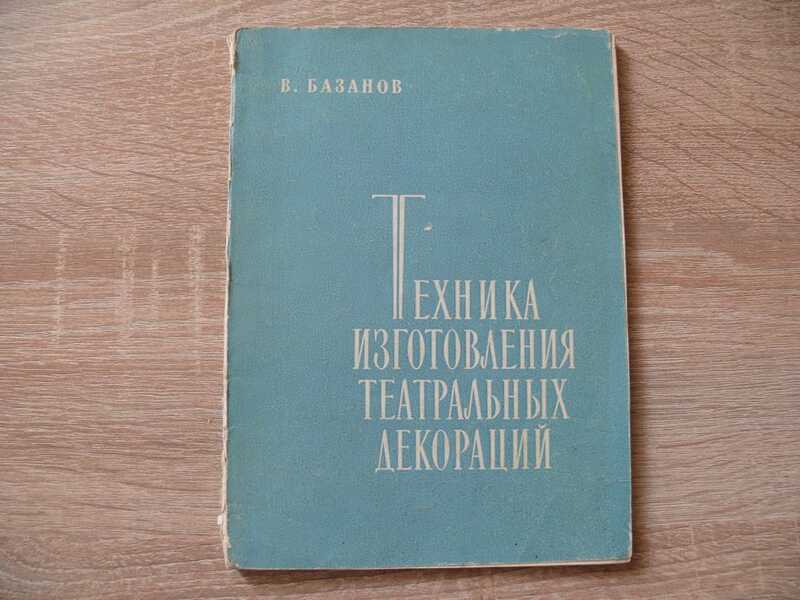 В. БАЗАНОВ
ТЕХНИКА
ИЗГОТОВЛЕНИЯ
ТЕАТРАЛЬНЫХ
ДЕКОРАЦИЙ